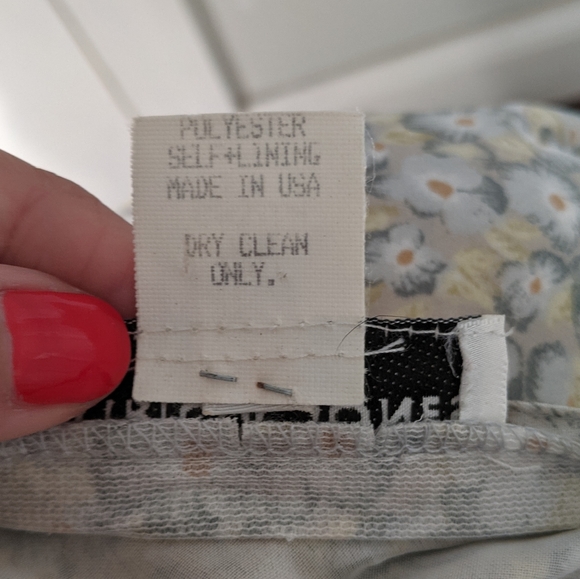 POLYESTER
SELF+LINING
MADE IN USA
DRY CLEAN
ONLY.